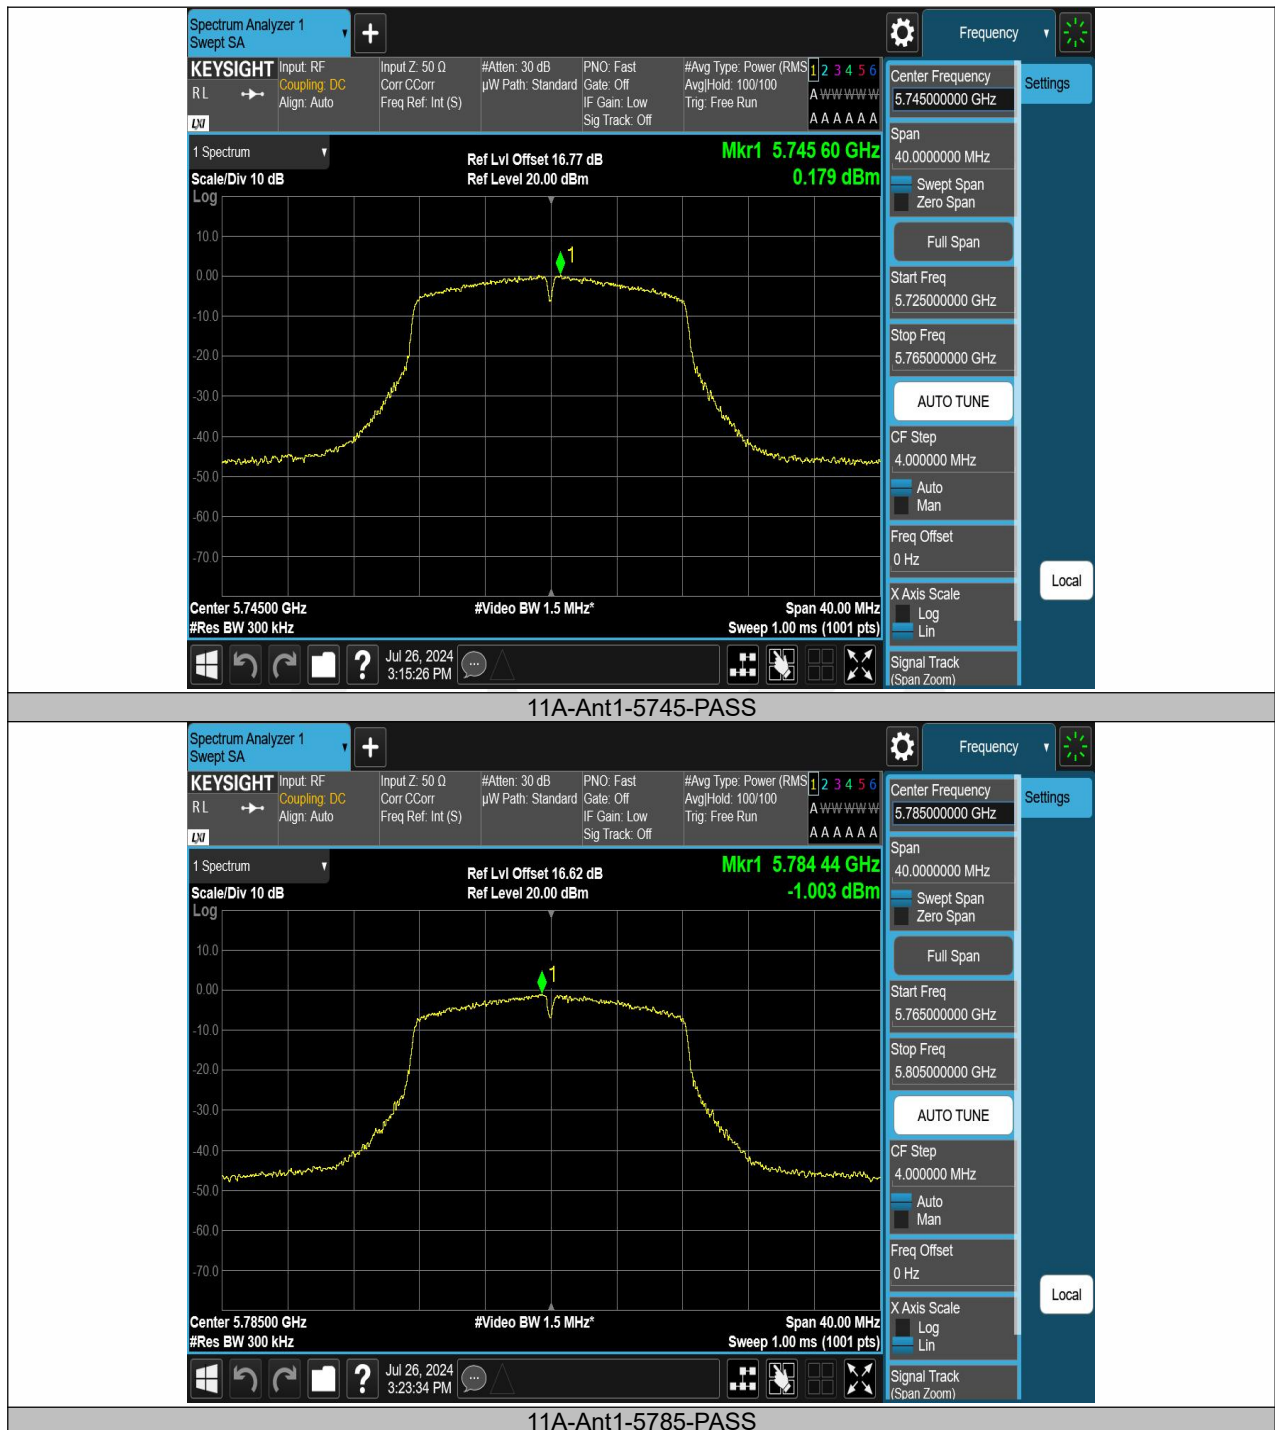 Spectrum Analyzer 1
Swept SA
Frequency
KEYSIGHT
RL
LXI
Input: RF
Coupling: DC
Align: Auto
Input Z: 50 Ω
Corr CCorr
Freq Ref: Int (S)
#Atten: 30 dB
µW Path: Standard
PNO: Fast
Gate: Off
IF Gain: Low
Sig Track: Off
#Avg Type: Power (RMS
Avg|Hold: 100/100
Trig: Free Run
1 2 3 4 5 6
A W W W W W
A A A A A A
1 Spectrum
Scale/Div 10 dB
Log
Ref Lvl Offset 16.77 dB
Ref Level 20.00 dBm
Mkr1 5.745 60 GHz
0.179 dBm
1
10.0
0.00
-10.0
-20.0
-30.0
-40.0
-50.0
-60.0
-70.0
Center 5.74500 GHz
#Res BW 300 kHz
#Video BW 1.5 MHz*
Span 40.00 MHz
Sweep 1.00 ms (1001 pts)
Jul 26, 2024
3:15:26 PM
Center Frequency
5.745000000 GHz
Span
40.0000000 MHz
Swept Span
Zero Span
Full Span
Start Freq
5.725000000 GHz
Stop Freq
5.765000000 GHz
AUTO TUNE
CF Step
4.000000 MHz
Auto
Man
Freq Offset
0 Hz
X Axis Scale
Log
Lin
Signal Track
(Span Zoom)
Settings
Local
11A-Ant1-5745-PASS
Spectrum Analyzer 1
Swept SA
Frequency
KEYSIGHT
RL
LXI
Input: RF
Coupling: DC
Align: Auto
Input Z: 50 Ω
Corr CCorr
Freq Ref: Int (S)
#Atten: 30 dB
µW Path: Standard
PNO: Fast
Gate: Off
IF Gain: Low
Sig Track: Off
#Avg Type: Power (RMS
Avg|Hold: 100/100
Trig: Free Run
1 2 3 4 5 6
A W W W W W
A A A A A A
1 Spectrum
Scale/Div 10 dB
Log
Ref Lvl Offset 16.62 dB
Ref Level 20.00 dBm
Mkr1 5.784 44 GHz
-1.003 dBm
1
10.0
0.00
-10.0
-20.0
-30.0
-40.0
-50.0
-60.0
-70.0
Center 5.78500 GHz
#Res BW 300 kHz
#Video BW 1.5 MHz*
Span 40.00 MHz
Sweep 1.00 ms (1001 pts)
Jul 26, 2024
3:23:34 PM
Center Frequency
5.785000000 GHz
Span
40.0000000 MHz
Swept Span
Zero Span
Full Span
Start Freq
5.765000000 GHz
Stop Freq
5.805000000 GHz
AUTO TUNE
CF Step
4.000000 MHz
Auto
Man
Freq Offset
0 Hz
X Axis Scale
Log
Lin
Signal Track
(Span Zoom)
Settings
Local
11A-Ant1-5785-PASS